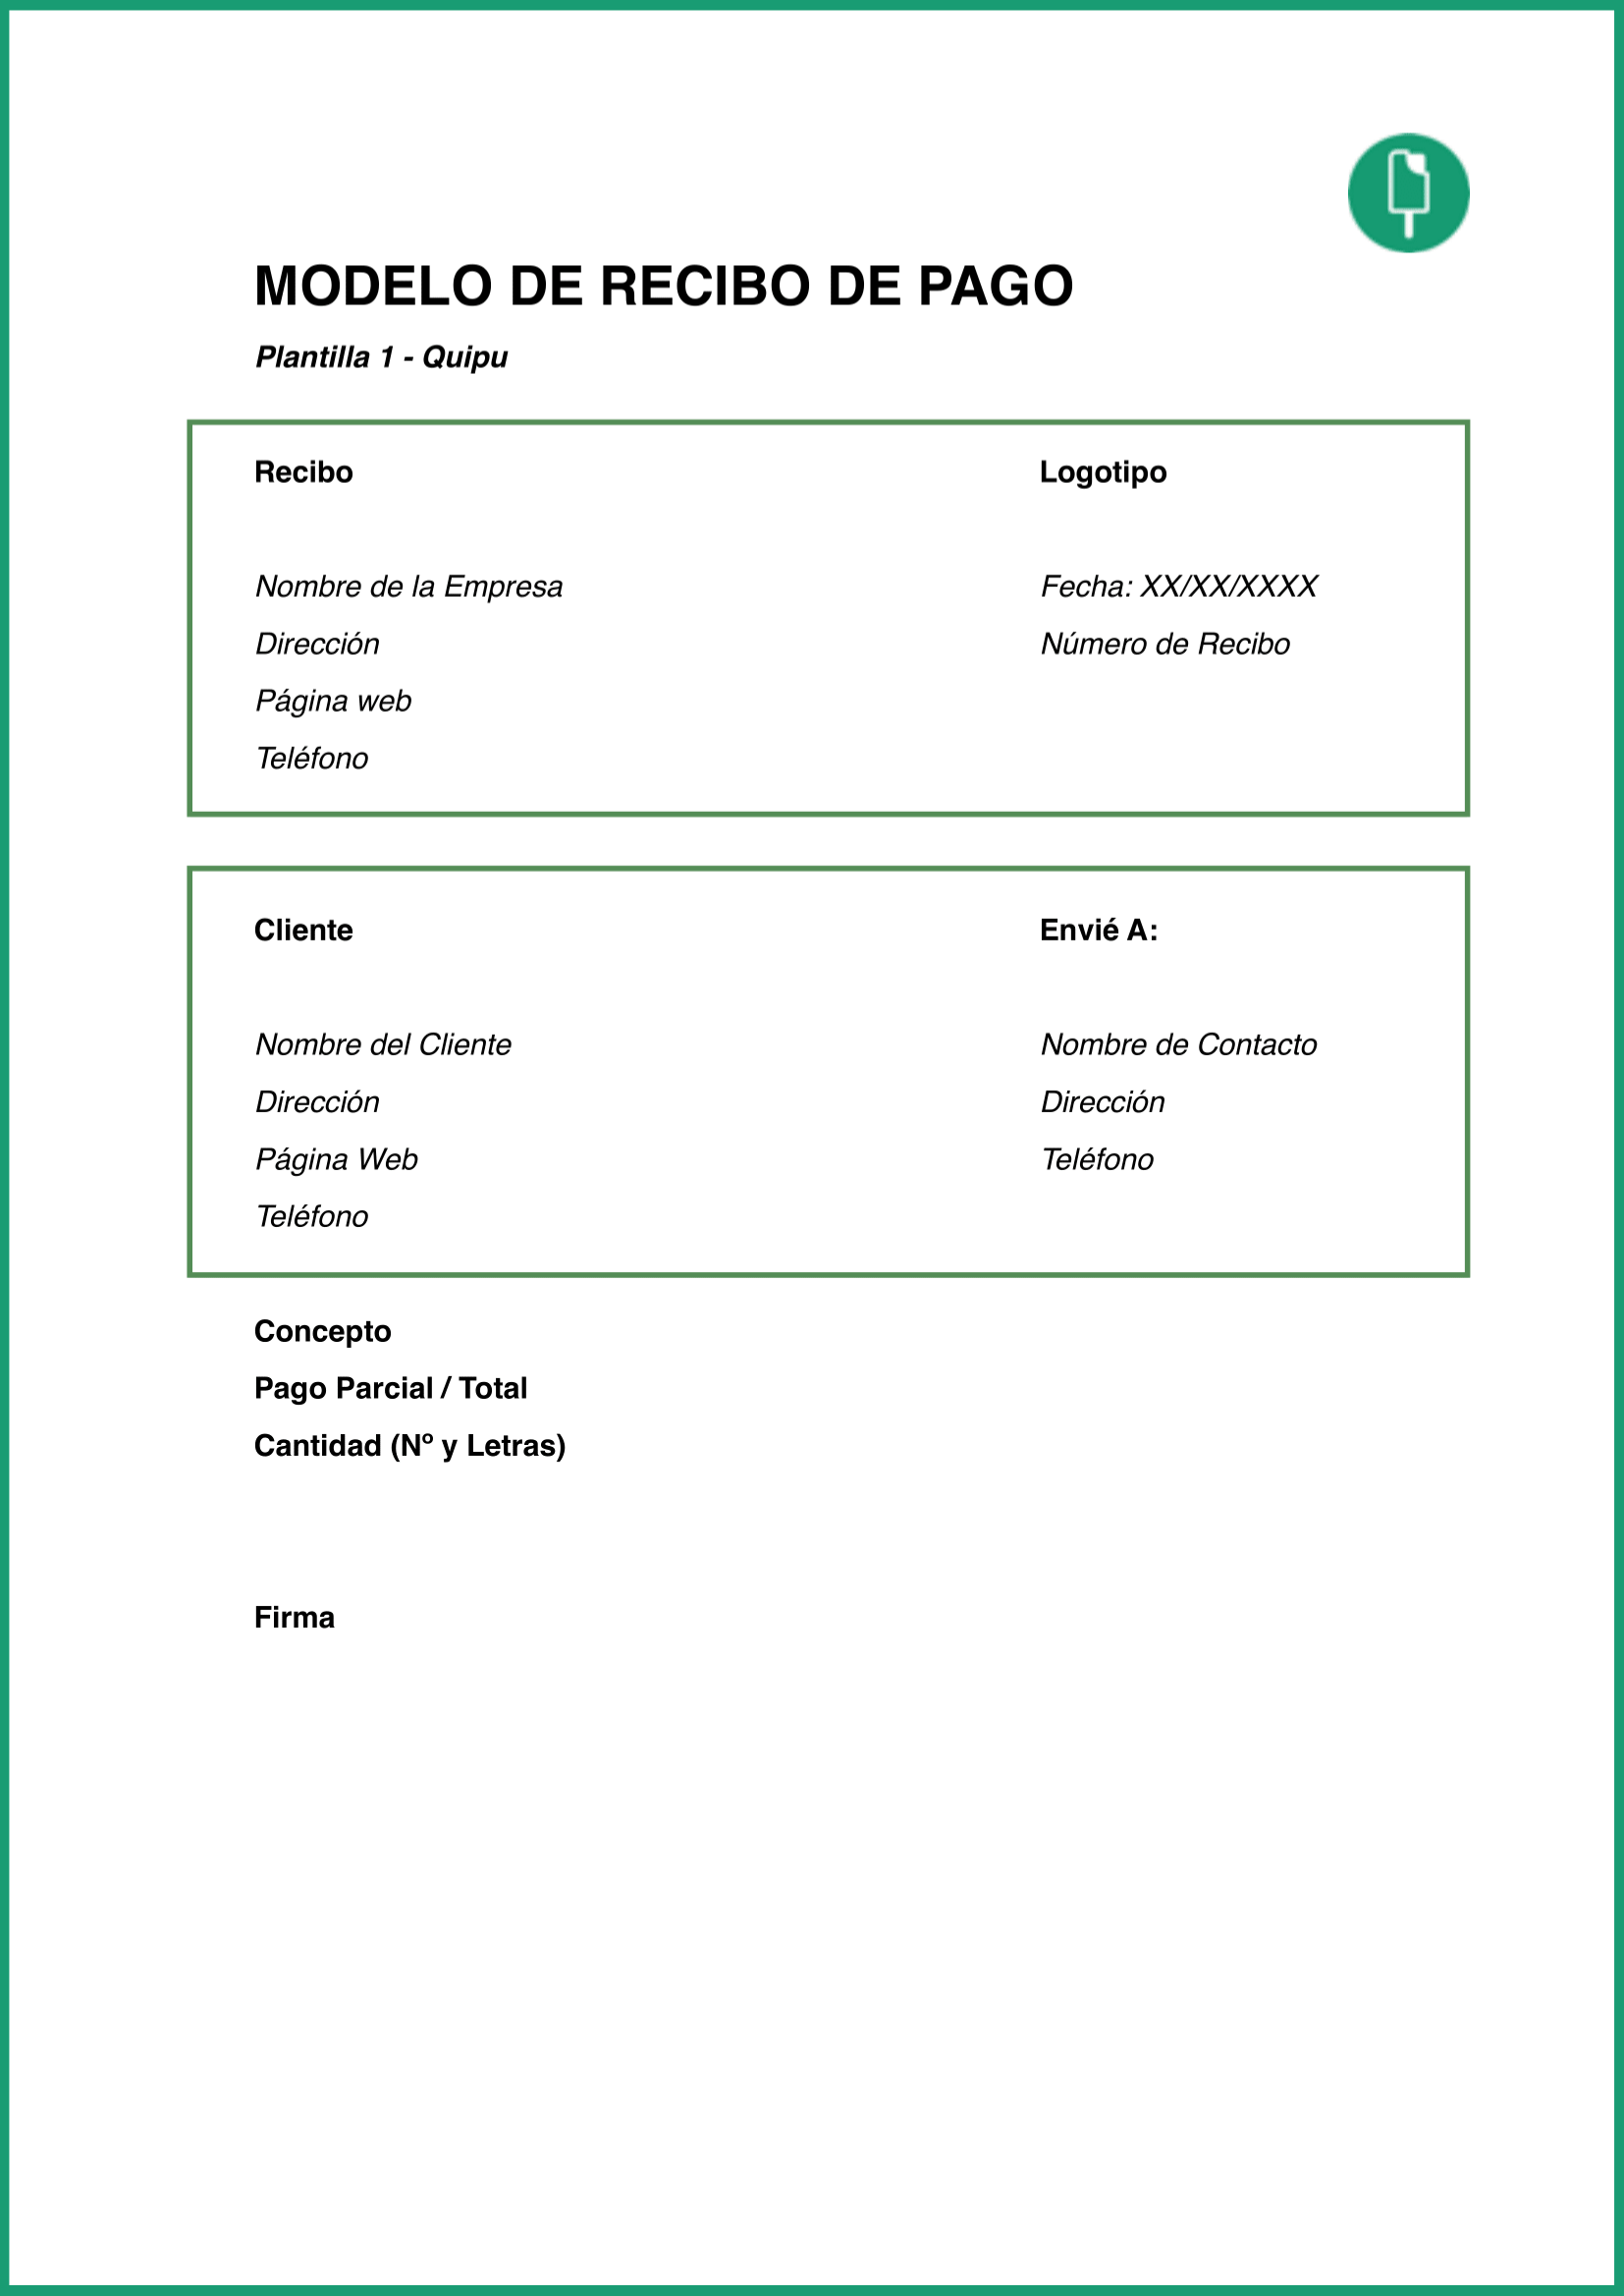 MODELO DE RECIBO DE PAGO
Plantilla 1 - Quipu
Recibo
Logotipo
Nombre de la Empresa
Fecha: XX/XX/XXXX
Dirección
Número de Recibo
Página web
Teléfono
Cliente
Envié A:
Nombre del Cliente
Nombre de Contacto
Dirección
Dirección
Página Web
Teléfono
Teléfono
Concepto
Pago Parcial / Total
Cantidad (Nº y Letras)
Firma